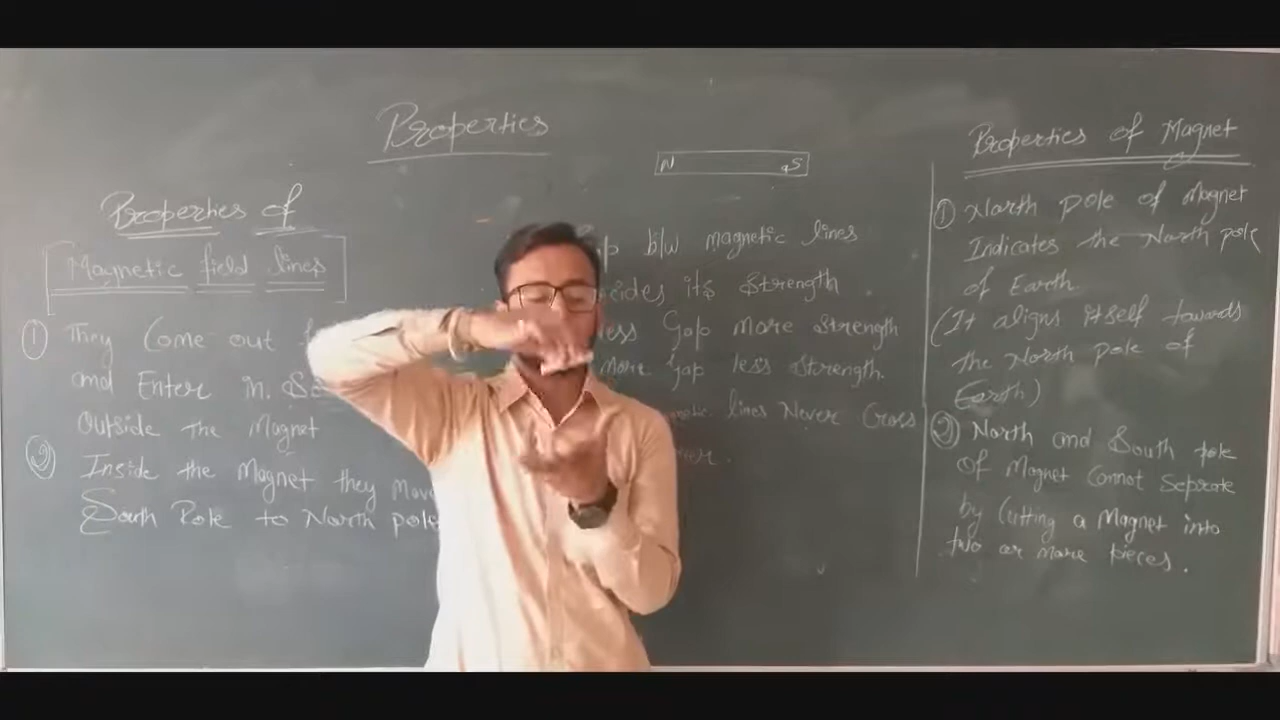 Properties
N S
Properties of
Magnetic field lines
① They Come out
and Enter in
Outside the Magnet
② Inside the Magnet they Move
South Pole to North pole
b/w magnetic lines
its Strength
less Gap More Strength
more Gap less Strength
lines Never Cross
Properties of Magnet
① North pole of Magnet
Indicates the North pole
of Earth.
(It aligns itself towards
the North pole of
Earth)
② North and South pole
of Magnet Connot Seprate
by Cutting a Magnet into
two or more pieces.